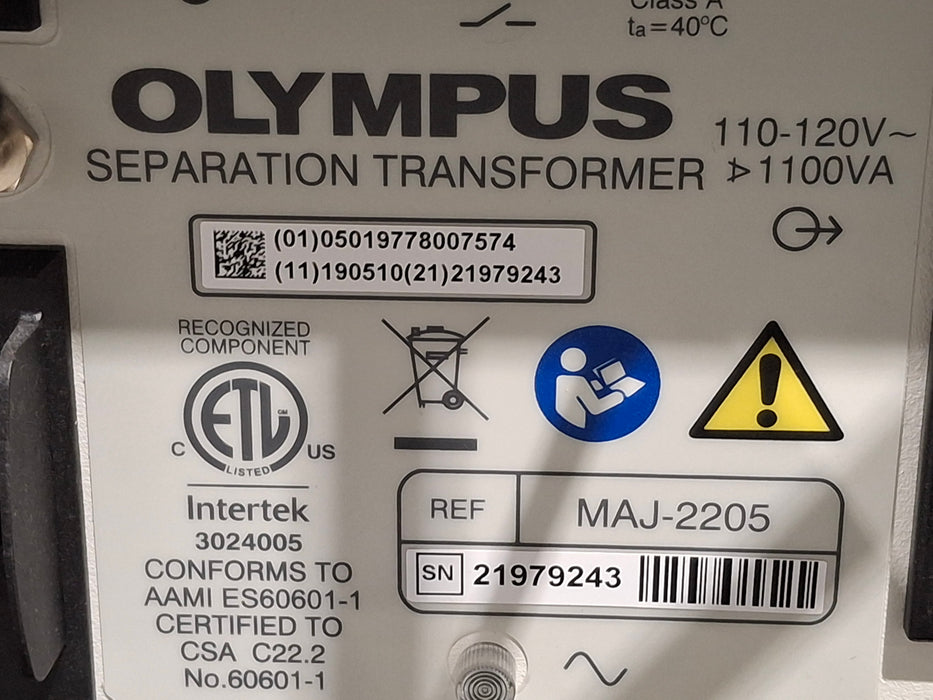 Class A
ta=40°C
OLYMPUS
SEPARATION TRANSFORMER
110-120V~
1100VA
(01)05019778007574
(11)190510(21)21979243
RECOGNIZED
COMPONENT
ETL
CM
C LISTED US
Intertek
3024005
CONFORMS TO
AAMI ES60601-1
CERTIFIED TO
CSA C22.2
No.60601-1
REF MAJ-2205
SN 21979243